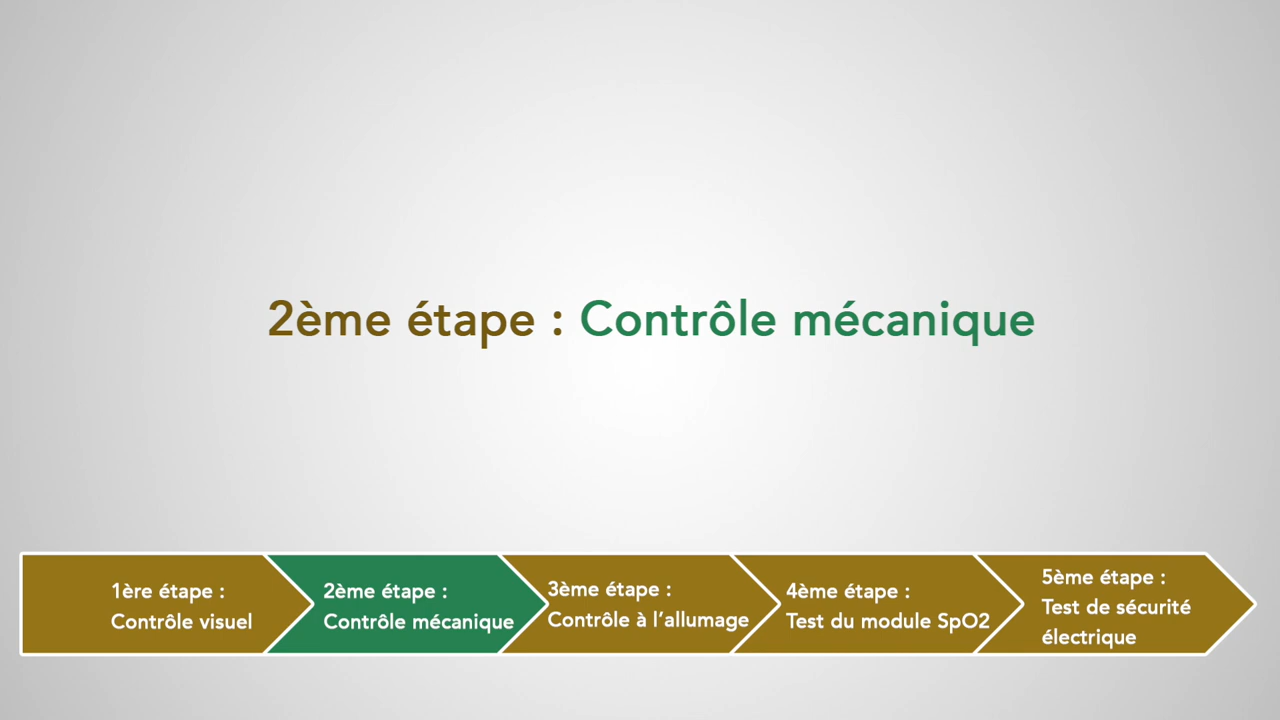 2ème étape : Contrôle mécanique
1ère étape :
Contrôle visuel
2ème étape :
Contrôle mécanique
3ème étape :
Contrôle à l’allumage
4ème étape :
Test du module SpO2
5ème étape :
Test de sécurité
électrique